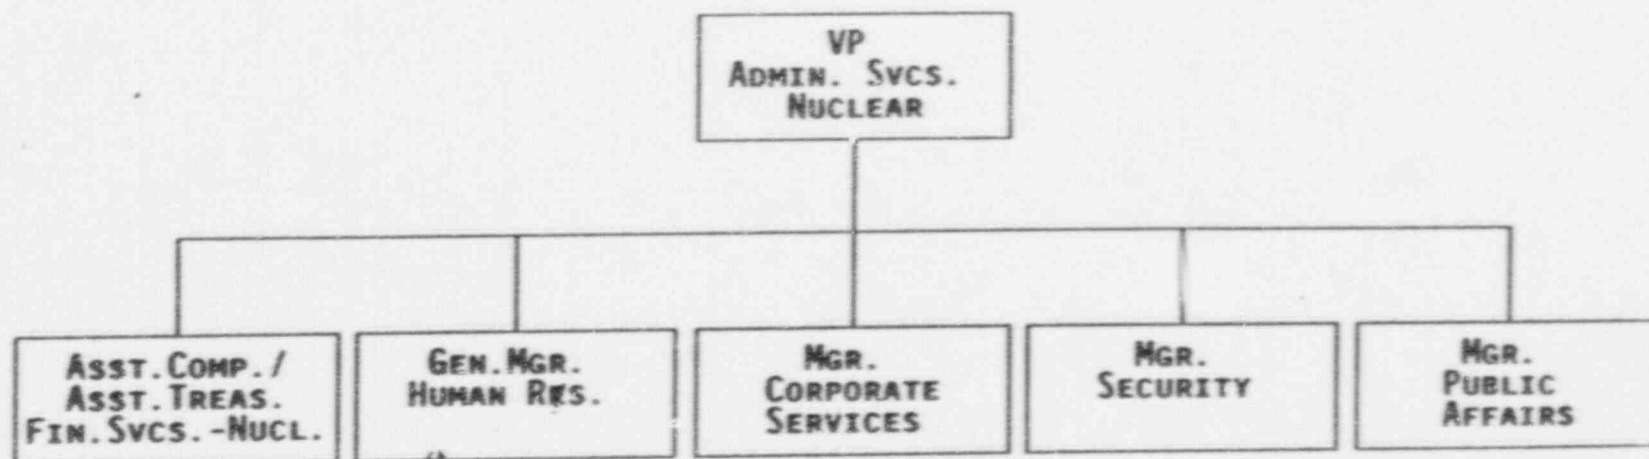 VP
ADMIN. SVCS.
NUCLEAR
ASST.COMP./
ASST.TREAS.
FIN.SVCS.-NUCL.
GEN.MGR.
HUMAN RES.
MGR.
CORPORATE
SERVICES
MGR.
SECURITY
MGR.
PUBLIC
AFFAIRS